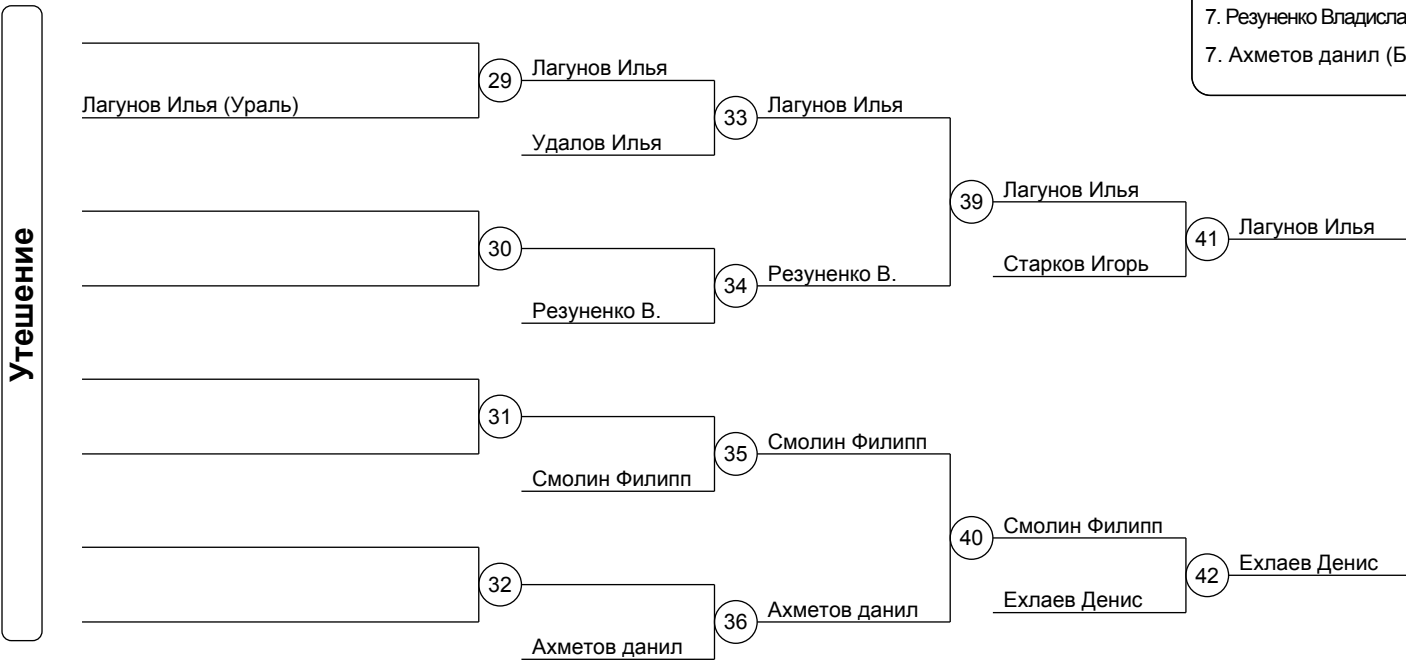 7. Резуненко Владисла
7. Ахметов данил (Б
Утешение
29 Лагунов Илья
Лагунов Илья (Ураль)
33 Лагунов Илья
Удалов Илья
39 Лагунов Илья
41 Лагунов Илья
30
Старков Игорь
34 Резуненко В.
Резуненко В.
31
35 Смолин Филипп
Смолин Филипп
40 Смолин Филипп
42 Ехлаев Денис
32
Ехлаев Денис
36 Ахметов данил
Ахметов данил